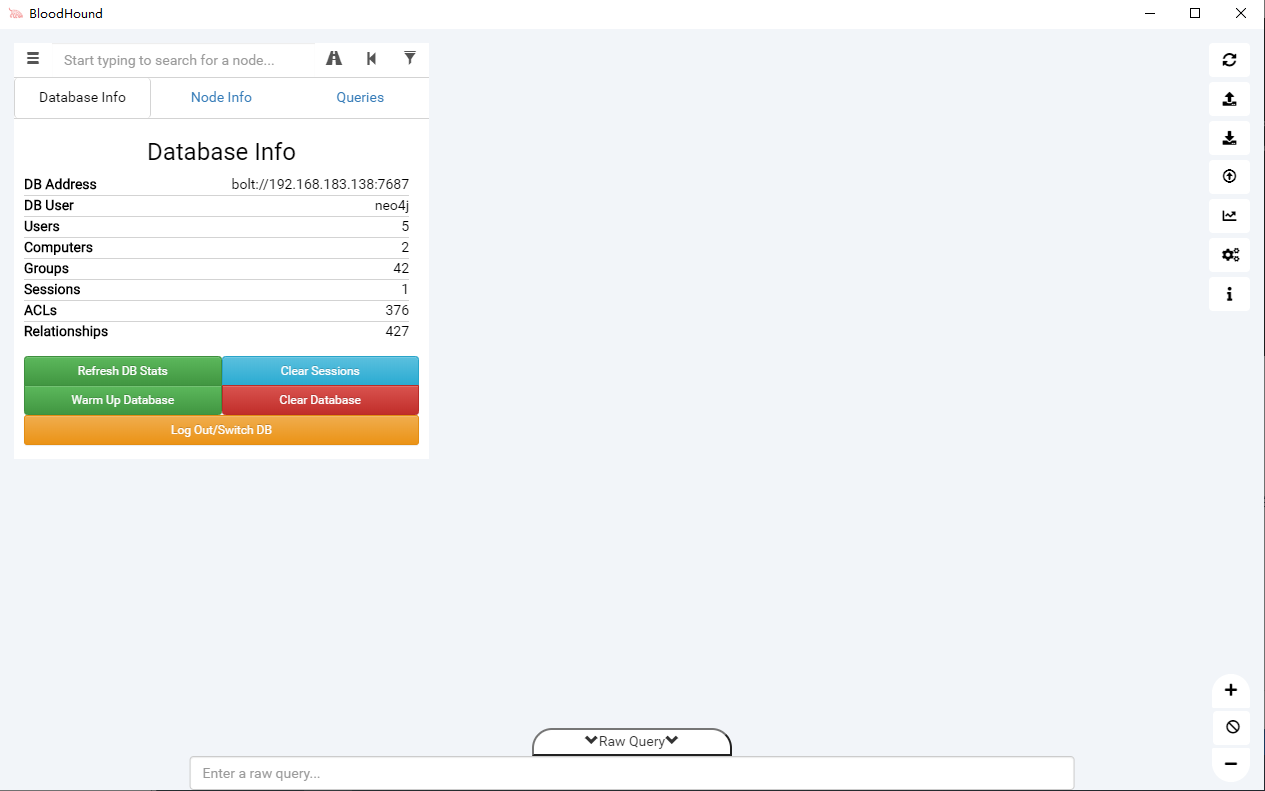 BloodHound
Start typing to search for a node...
Database Info Node Info Queries
Database Info
DB Address bolt://192.168.183.138:7687
DB User neo4j
Users 5
Computers 2
Groups 42
Sessions 1
ACLs 376
Relationships 427
Refresh DB Stats Clear Sessions
Warm Up Database Clear Database
Log Out/Switch DB
Raw Query
Enter a raw query...